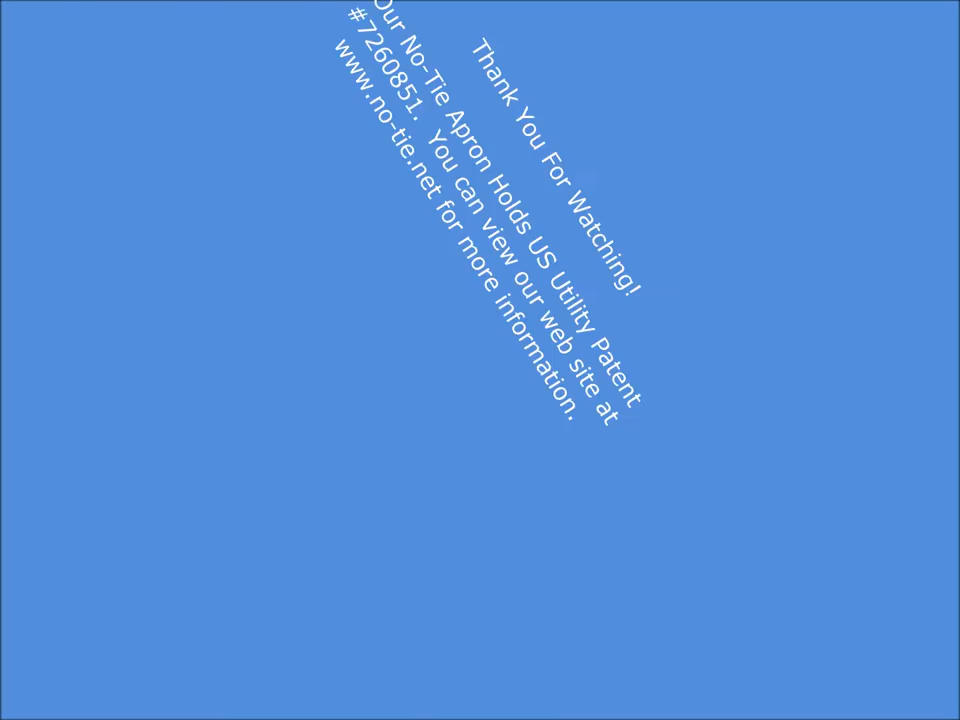 Thank You For Watching!
Our No-Tie Apron Holds US Utility Patent
#7260851.  You can view our web site at
www.no-tie.net for more information.